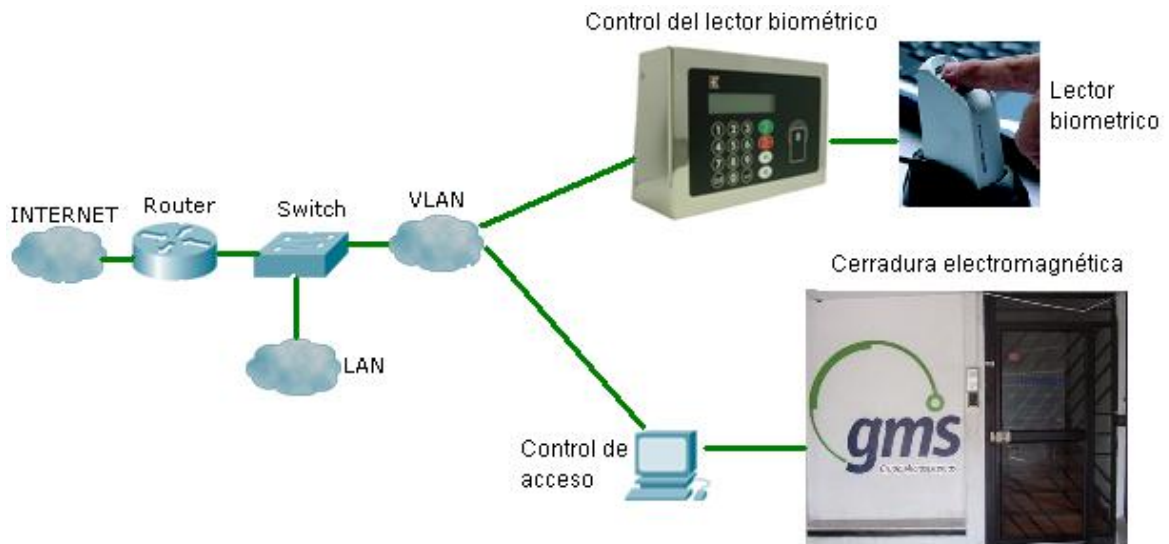 Control del lector biométrico
Lector
biometrico
INTERNET
Router
Switch
VLAN
LAN
Cerradura electromagnética
Control de
acceso
gms